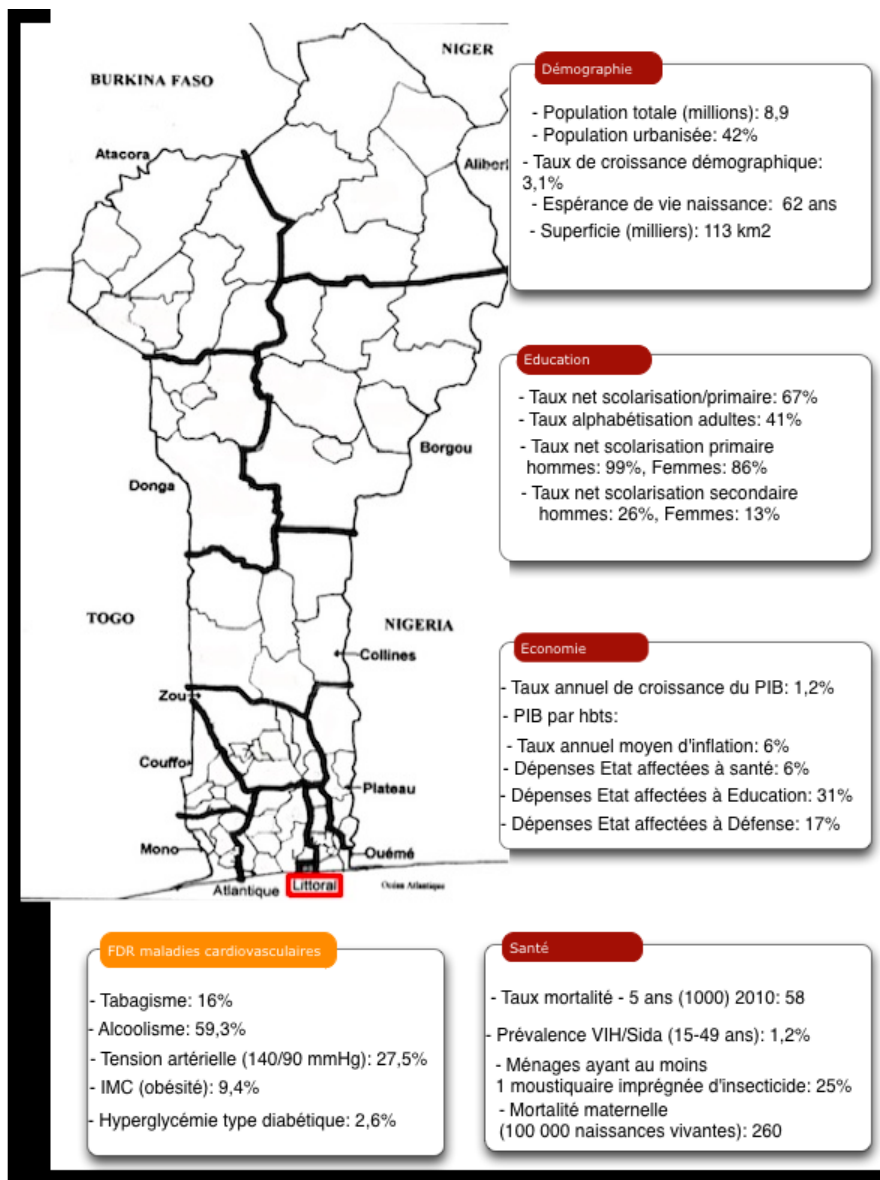 NIGER
BURKINA FASO
Atacora
Alibori
Borgou
Donga
TOGO
NIGERIA
Collines
Zou
Couffo
Plateau
Mono
Ouémé
Atlantique
Littoral
Océan Atlantique
Démographie
- Population totale (millions): 8,9
- Population urbanisée: 42%
- Taux de croissance démographique:
3,1%
- Espérance de vie naissance: 62 ans
- Superficie (milliers): 113 km2
Education
- Taux net scolarisation/primaire: 67%
- Taux alphabétisation adultes: 41%
- Taux net scolarisation primaire
hommes: 99%, Femmes: 86%
- Taux net scolarisation secondaire
hommes: 26%, Femmes: 13%
Economie
- Taux annuel de croissance du PIB: 1,2%
- PIB par hbts:
- Taux annuel moyen d'inflation: 6%
- Dépenses Etat affectées à santé: 6%
- Dépenses Etat affectées à Education: 31%
- Dépenses Etat affectées à Défense: 17%
FDR maladies cardiovasculaires
- Tabagisme: 16%
- Alcoolisme: 59,3%
- Tension artérielle (140/90 mmHg): 27,5%
- IMC (obésité): 9,4%
- Hyperglycémie type diabétique: 2,6%
Santé
- Taux mortalité - 5 ans (1000) 2010: 58
- Prévalence VIH/Sida (15-49 ans): 1,2%
- Ménages ayant au moins
1 moustiquaire imprégnée d'insecticide: 25%
- Mortalité maternelle
(100 000 naissances vivantes): 260